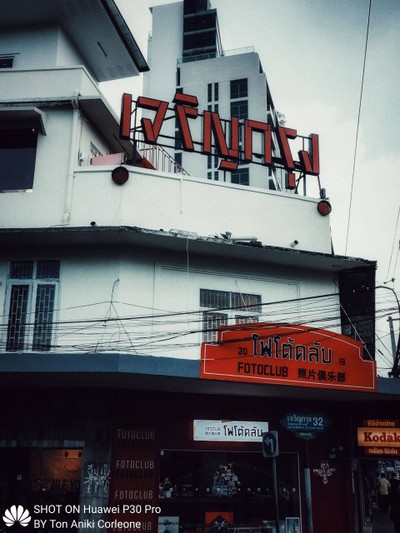 เจริญกรุง
20 โฟโต้คลับ 19
FOTOCLUB 照片俱乐部
โฟโต้คลับ
เจริญกรุง 32
Kodak
FOTOCLUB
FOTOCLUB
FOTOCLUB
FOTOCLUB
SHOT ON Huawei P30 Pro
BY Ton Aniki Corleone